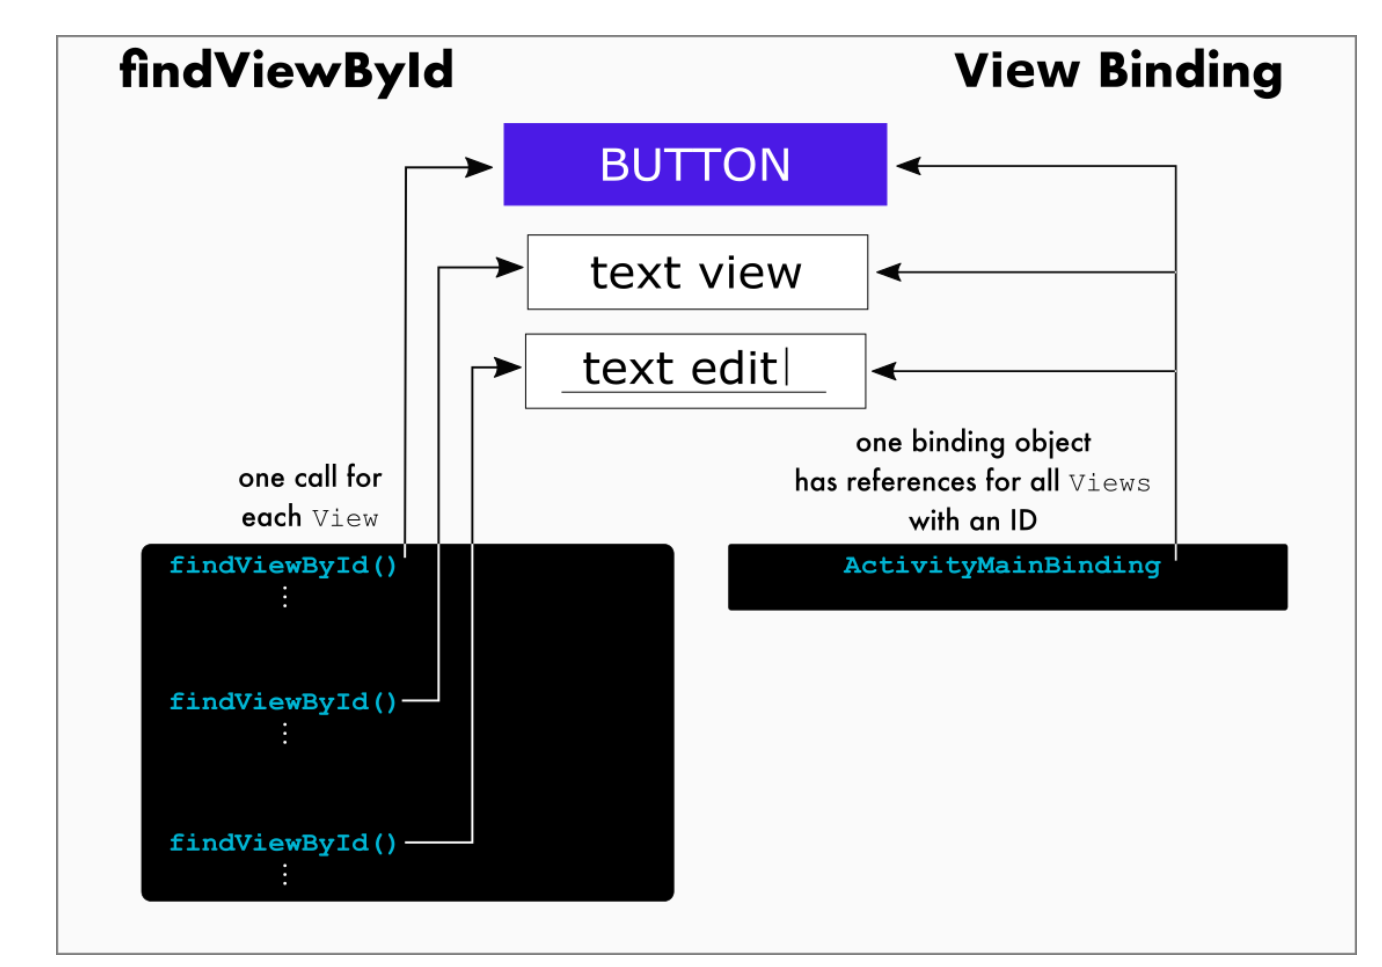 findViewById
View Binding
BUTTON
text view
text edit
one call for
each View
one binding object
has references for all Views
with an ID
findViewById()
findViewById()
findViewById()
ActivityMainBinding